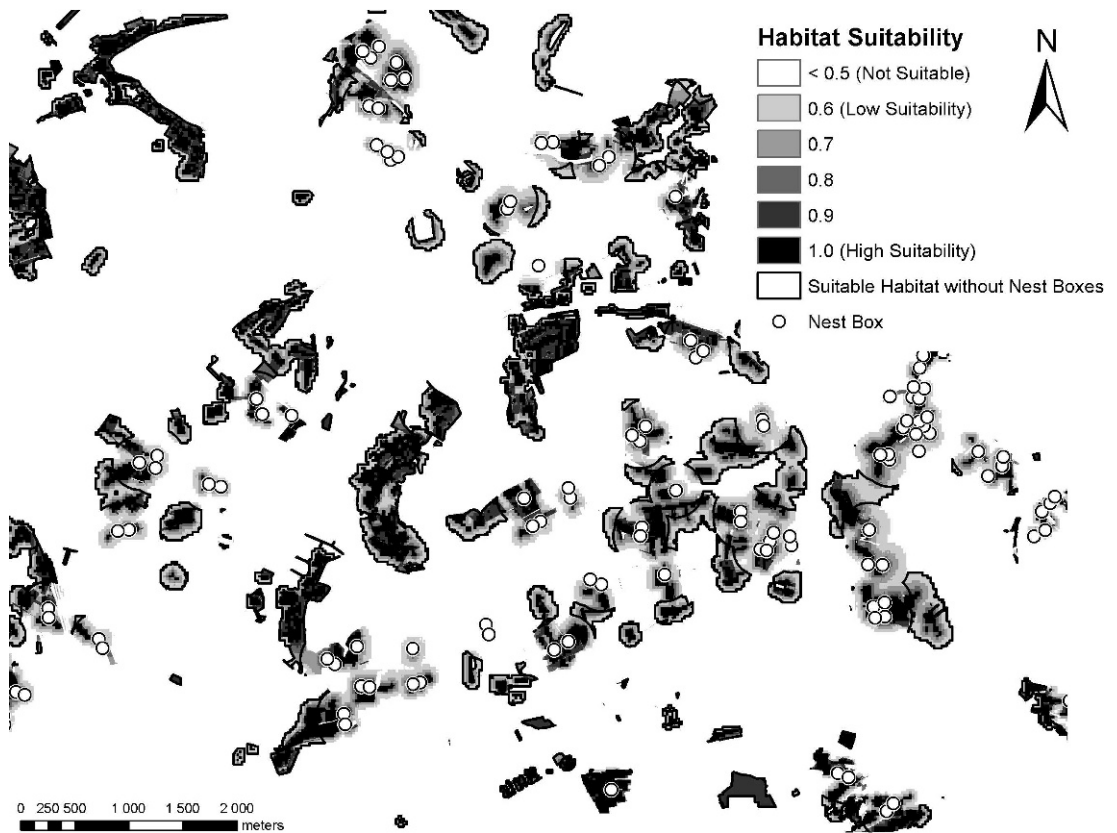 Habitat Suitability
N
< 0.5 (Not Suitable)
0.6 (Low Suitability)
0.7
0.8
0.9
1.0 (High Suitability)
Suitable Habitat without Nest Boxes
Nest Box
0 250 500 1 000 1 500 2 000
meters